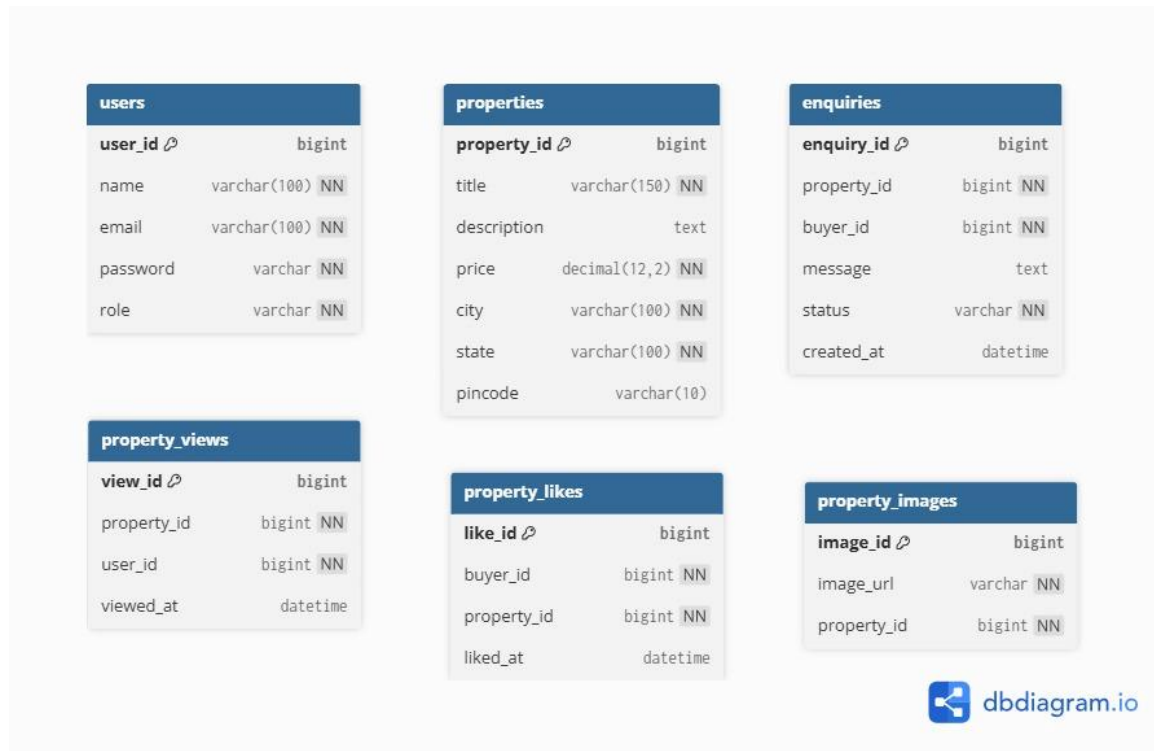 users
user_id bigint
name varchar(100) NN
email varchar(100) NN
password varchar NN
role varchar NN
properties
property_id bigint
title varchar(150) NN
description text
price decimal(12,2) NN
city varchar(100) NN
state varchar(100) NN
pincode varchar(10)
enquiries
enquiry_id bigint
property_id bigint NN
buyer_id bigint NN
message text
status varchar NN
created_at datetime
property_views
view_id bigint
property_id bigint NN
user_id bigint NN
viewed_at datetime
property_likes
like_id bigint
buyer_id bigint NN
property_id bigint NN
liked_at datetime
property_images
image_id bigint
image_url varchar NN
property_id bigint NN
dbdiagram.io